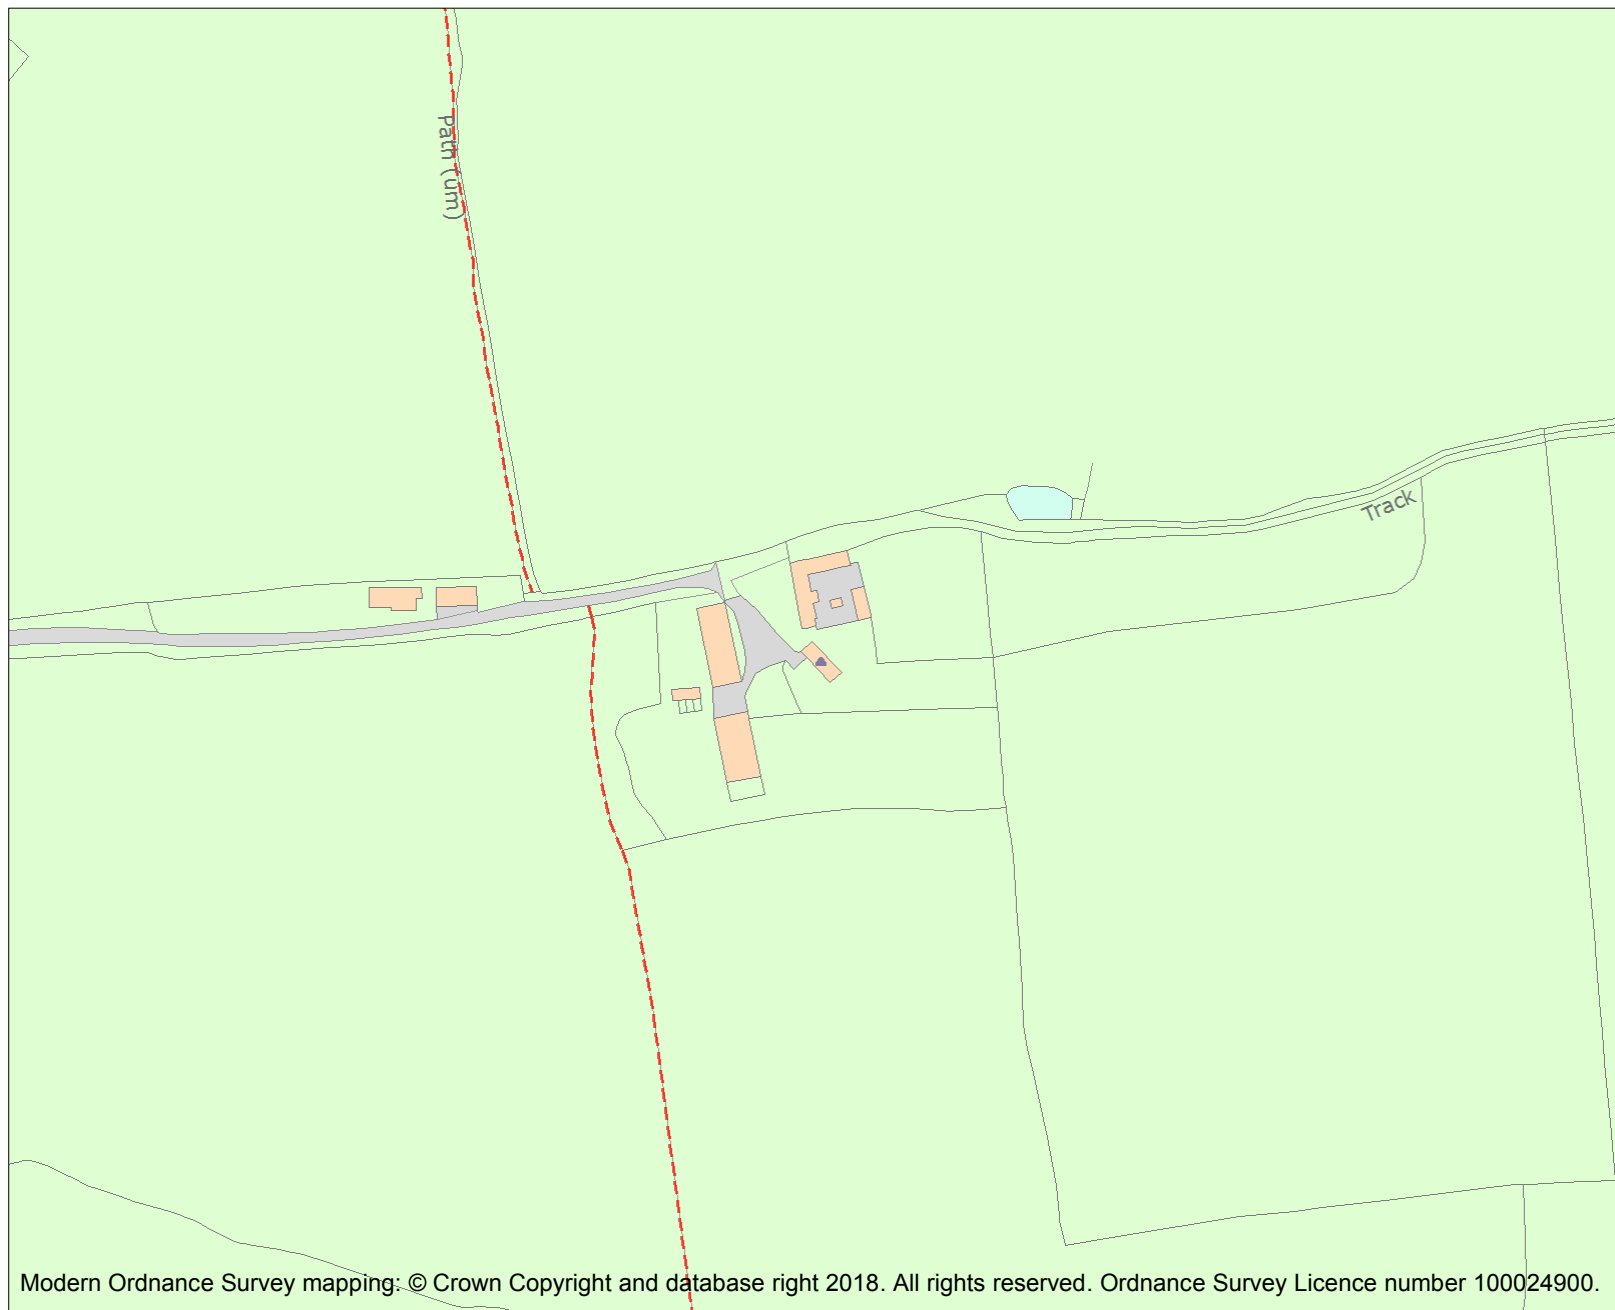 Path (um)
Track
Modern Ordnance Survey mapping: © Crown Copyright and database right 2018. All rights reserved. Ordnance Survey Licence number 100024900.